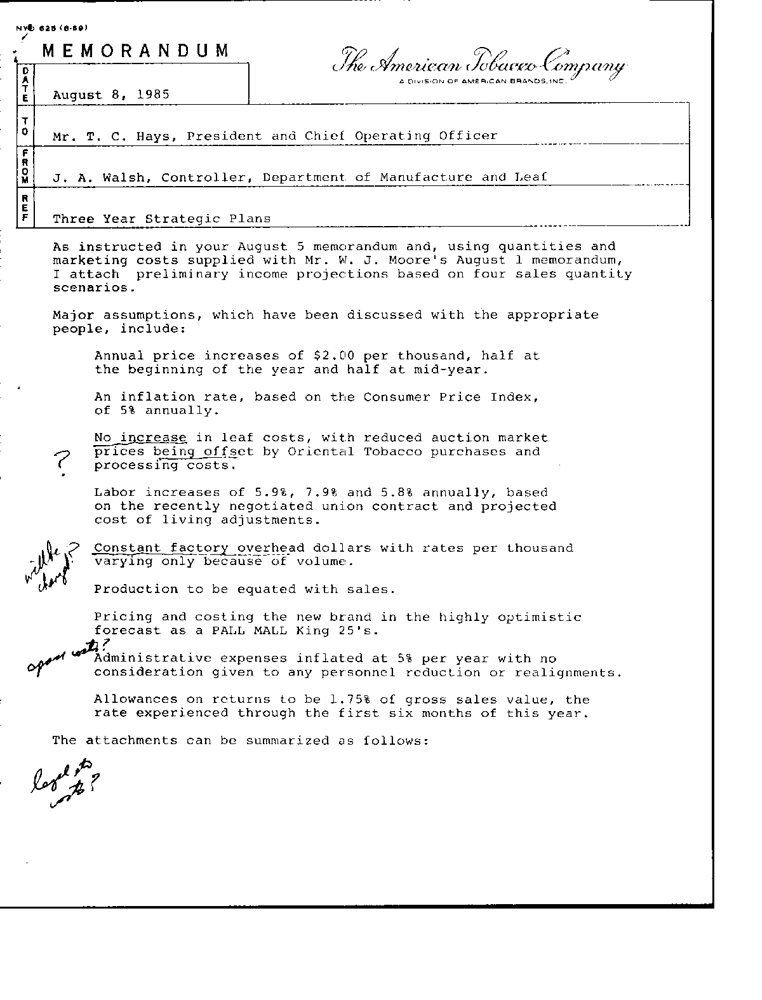 NYO 625 (6-69)
MEMORANDUM
The American Tobacco Company
A DIVISION OF AMERICAN BRANDS, INC.
DATE
August 8, 1985
TO
Mr. T. C. Hays, President and Chief Operating Officer
FROM
J. A. Walsh, Controller, Department of Manufacture and Leaf
REF
Three Year Strategic Plans
As instructed in your August 5 memorandum and, using quantities and
marketing costs supplied with Mr. W. J. Moore's August 1 memorandum,
I attach preliminary income projections based on four sales quantity
scenarios.
Major assumptions, which have been discussed with the appropriate
people, include:
Annual price increases of $2.00 per thousand, half at
the beginning of the year and half at mid-year.
An inflation rate, based on the Consumer Price Index,
of 5% annually.
No increase in leaf costs, with reduced auction market
? prices being offset by Oriental Tobacco purchases and
processing costs.
Labor increases of 5.9%, 7.9% and 5.8% annually, based
on the recently negotiated union contract and projected
cost of living adjustments.
will be ?
Constant factory overhead dollars with rates per thousand
varying only because of volume.
Production to be equated with sales.
Pricing and costing the new brand in the highly optimistic
forecast as a PALL MALL King 25's.
?
Administrative expenses inflated at 5% per year with no
consideration given to any personnel reduction or realignments.
Allowances on returns to be 1.75% of gross sales value, the
rate experienced through the first six months of this year.
The attachments can be summarized as follows:
legal
costs?